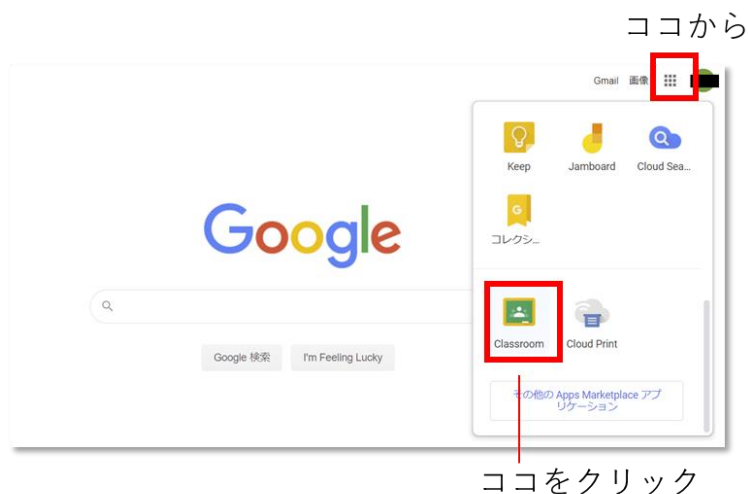 ココから
Gmail 画像
Keep Jamboard Cloud Sea...
G
コレクシ...
Google
Classroom Cloud Print
Google 検索 I'm Feeling Lucky
その他の Apps Marketplace アプ
リケーション
ココをクリック